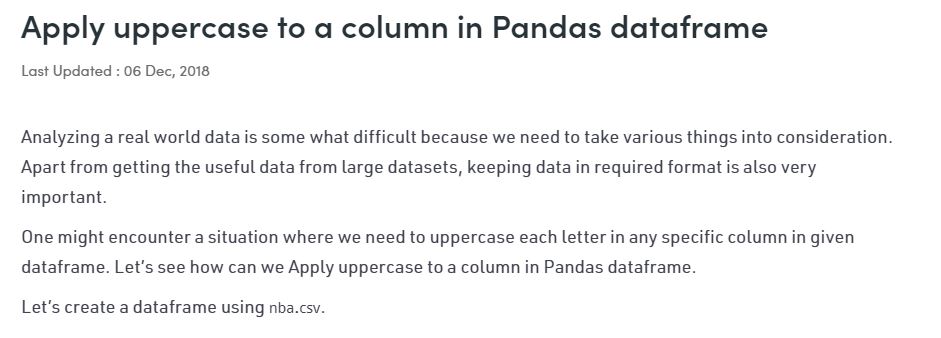 Apply uppercase to a column in Pandas dataframe
Last Updated : 06 Dec, 2018
Analyzing a real world data is some what difficult because we need to take various things into consideration.
Apart from getting the useful data from large datasets, keeping data in required format is also very
important.
One might encounter a situation where we need to uppercase each letter in any specific column in given
dataframe. Let’s see how can we Apply uppercase to a column in Pandas dataframe.
Let’s create a dataframe using nba.csv.